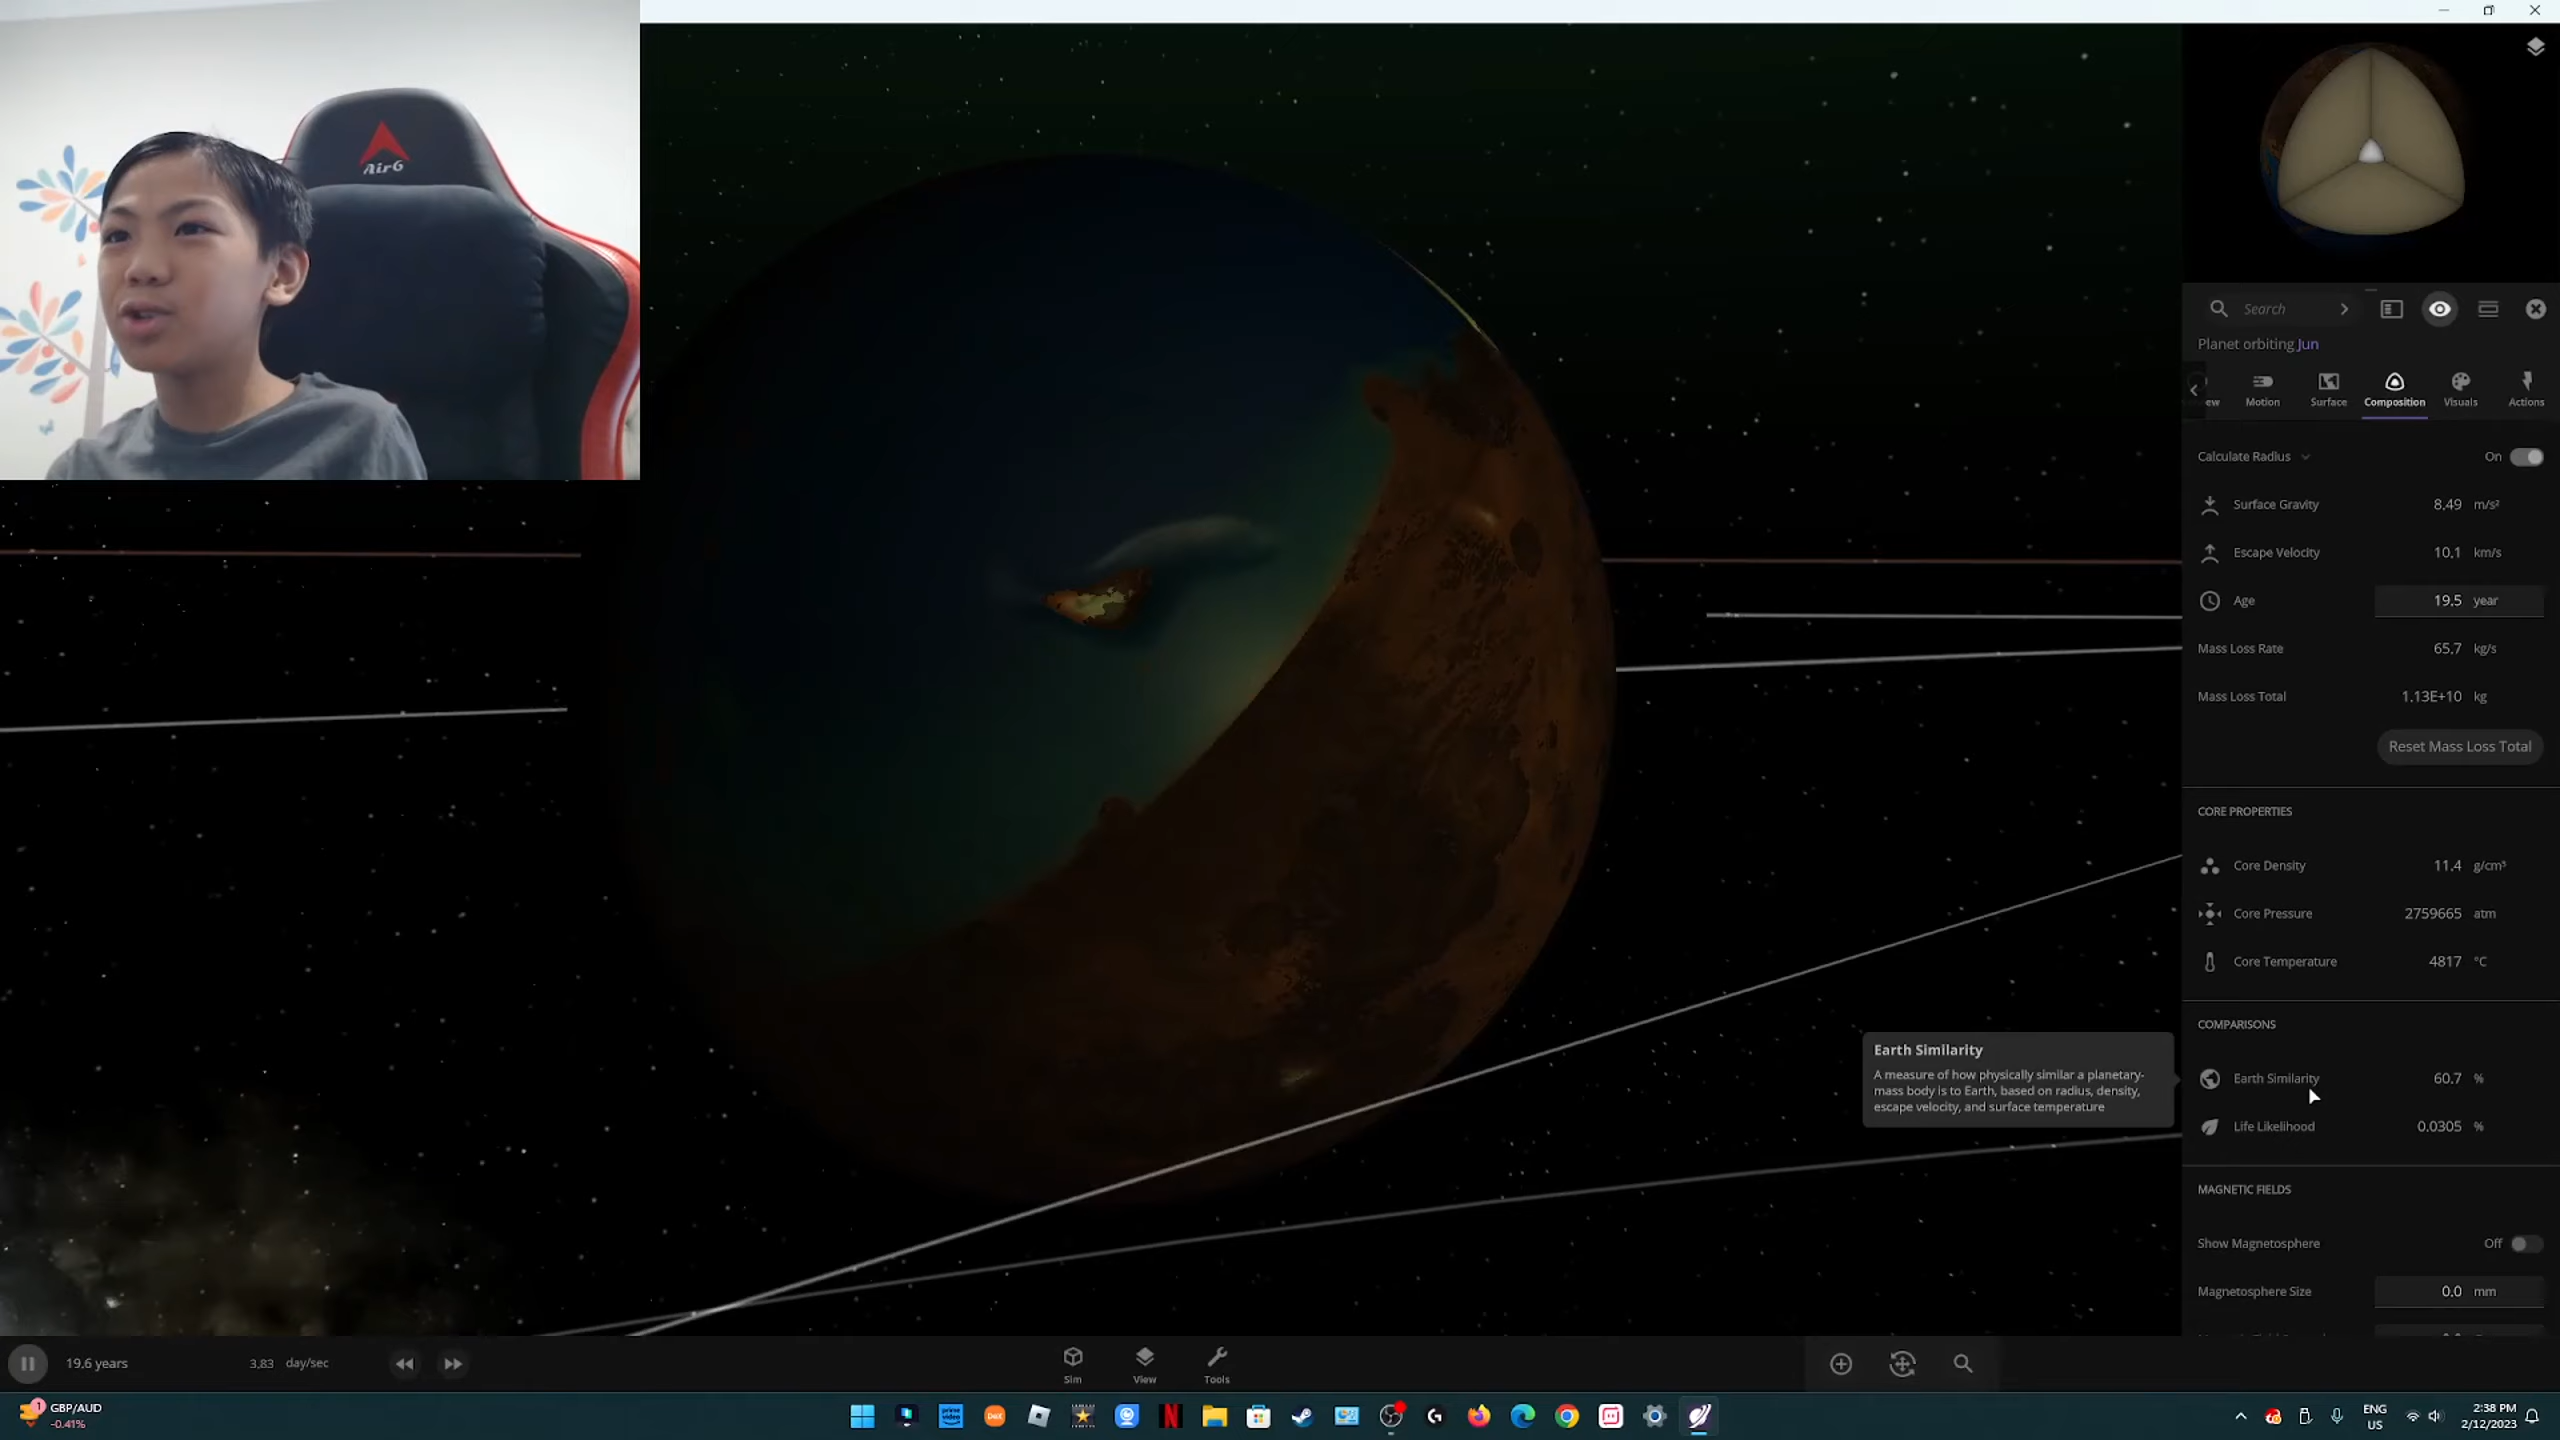 Air6
Search
Planet orbiting Jun
ew
Motion
Surface
Composition
Visuals
Actions
Calculate Radius On
Surface Gravity 8.49 m/s²
Escape Velocity 10.1 km/s
Age 19.5 year
Mass Loss Rate 65.7 kg/s
Mass Loss Total 1.13E+10 kg
Reset Mass Loss Total
CORE PROPERTIES
Core Density 11.4 g/cm³
Core Pressure 2759665 atm
Core Temperature 4817 °C
COMPARISONS
Earth Similarity
A measure of how physically similar a planetary-
mass body is to Earth, based on radius, density,
escape velocity, and surface temperature
Earth Similarity 60.7 %
Life Likelihood 0.0305 %
MAGNETIC FIELDS
Show Magnetosphere Off
Magnetosphere Size 0.0 mm
19.6 years 3.83 day/sec
Sim
View
Tools
1
GBP/AUD
-0.41%
prime video
DeX
N
G
ENG
US
2:38 PM
2/12/2023